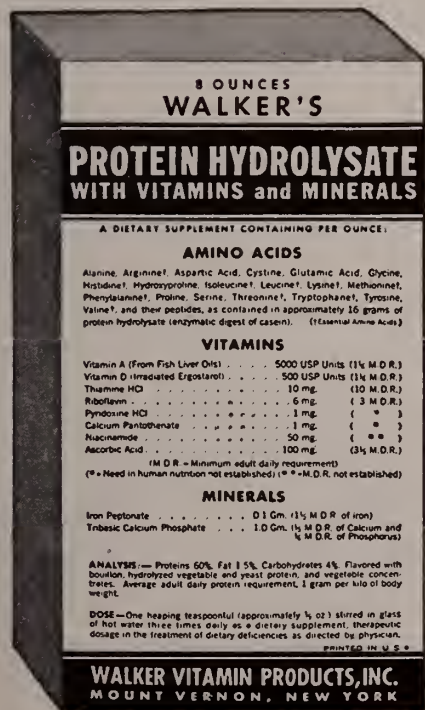 8 OUNCES
WALKER'S
PROTEIN HYDROLYSATE
WITH VITAMINS and MINERALS
A DIETARY SUPPLEMENT CONTAINING PER OUNCE:
AMINO ACIDS
Alanine, Arginine†, Aspartic Acid, Cystine, Glutamic Acid, Glycine,
Histidine†, Hydroxyproline, Isoleucine†, Leucine†, Lysine†, Methionine†,
Phenylalanine†, Proline, Serine, Threonine†, Tryptophane†, Tyrosine,
Valine†, and their peptides, as contained in approximately 16 grams of
protein hydrolysate (enzymatic digest of casein). (†Essential Amino Acids)
VITAMINS
Vitamin A (From Fish Liver Oils) . . . . . 5000 USP Units (1¼ M.D.R.)
Vitamin D (Irradiated Ergosterol) . . . . . 500 USP Units (1¼ M.D.R.)
Thiamine HCl . . . . . 10 mg. (10 M.D.R.)
Riboflavin . . . . . 6 mg. ( 3 M.D.R.)
Pyridoxine HCl . . . . . 1 mg. ( * )
Calcium Pantothenate . . . . . 1 mg. ( * )
Niacinamide . . . . . 50 mg. ( ** )
Ascorbic Acid . . . . . 100 mg. (3⅓ M.D.R.)
(M.D.R. = Minimum adult daily requirement)
(* = Need in human nutrition not established) (** = M.D.R. not established)
MINERALS
Iron Peptonate . . . . . 0.1 Gm. (1½ M.D.R. of iron)
Tribasic Calcium Phosphate . . . 1.0 Gm. (½ M.D.R. of Calcium and
¼ M.D.R. of Phosphorus)
ANALYSIS:— Proteins 60%, Fat 1.5%, Carbohydrates 4%. Flavored with
bouillon, hydrolyzed vegetable and yeast protein, and vegetable concen-
trates. Average adult daily protein requirement, 1 gram per kilo of body
weight.
DOSE — One heaping teaspoonful (approximately ⅓ oz.) stirred in glass
of hot water three times daily as a dietary supplement, therapeutic
dosage in the treatment of dietary deficiencies as directed by physician.
PRINTED IN U S
WALKER VITAMIN PRODUCTS, INC.
MOUNT VERNON, NEW YORK